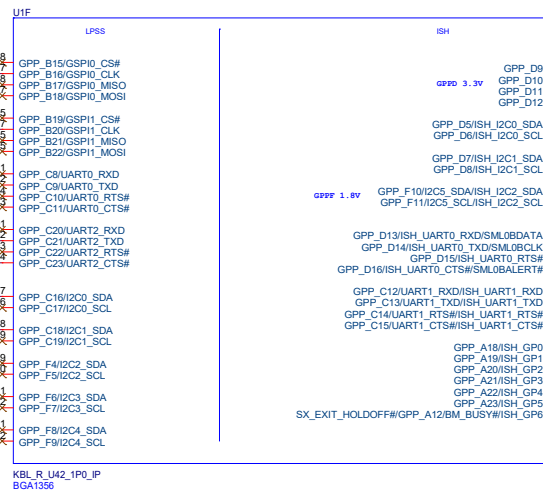 U1F
LPSS
ISH
GPP_B15/GSPI0_CS#
GPP_B16/GSPI0_CLK
GPP_B17/GSPI0_MISO
GPP_B18/GSPI0_MOSI
GPP_B19/GSPI1_CS#
GPP_B20/GSPI1_CLK
GPP_B21/GSPI1_MISO
GPP_B22/GSPI1_MOSI
GPP_C8/UART0_RXD
GPP_C9/UART0_TXD
GPP_C10/UART0_RTS#
GPP_C11/UART0_CTS#
GPP_C20/UART2_RXD
GPP_C21/UART2_TXD
GPP_C22/UART2_RTS#
GPP_C23/UART2_CTS#
GPP_C16/I2C0_SDA
GPP_C17/I2C0_SCL
GPP_C18/I2C1_SDA
GPP_C19/I2C1_SCL
GPP_F4/I2C2_SDA
GPP_F5/I2C2_SCL
GPP_F6/I2C3_SDA
GPP_F7/I2C3_SCL
GPP_F8/I2C4_SDA
GPP_F9/I2C4_SCL
GPP_D9
GPPD 3.3V
GPP_D10
GPP_D11
GPP_D12
GPP_D5/ISH_I2C0_SDA
GPP_D6/ISH_I2C0_SCL
GPP_D7/ISH_I2C1_SDA
GPP_D8/ISH_I2C1_SCL
GPPF 1.8V
GPP_F10/I2C5_SDA/ISH_I2C2_SDA
GPP_F11/I2C5_SCL/ISH_I2C2_SCL
GPP_D13/ISH_UART0_RXD/SML0BDATA
GPP_D14/ISH_UART0_TXD/SML0BCLK
GPP_D15/ISH_UART0_RTS#
GPP_D16/ISH_UART0_CTS#/SML0BALERT#
GPP_C12/UART1_RXD/ISH_UART1_RXD
GPP_C13/UART1_TXD/ISH_UART1_TXD
GPP_C14/UART1_RTS#/ISH_UART1_RTS#
GPP_C15/UART1_CTS#/ISH_UART1_CTS#
GPP_A18/ISH_GP0
GPP_A19/ISH_GP1
GPP_A20/ISH_GP2
GPP_A21/ISH_GP3
GPP_A22/ISH_GP4
GPP_A23/ISH_GP5
SX_EXIT_HOLDOFF#/GPP_A12/BM_BUSY#/ISH_GP6
KBL_R_U42_1P0_IP
BGA1356